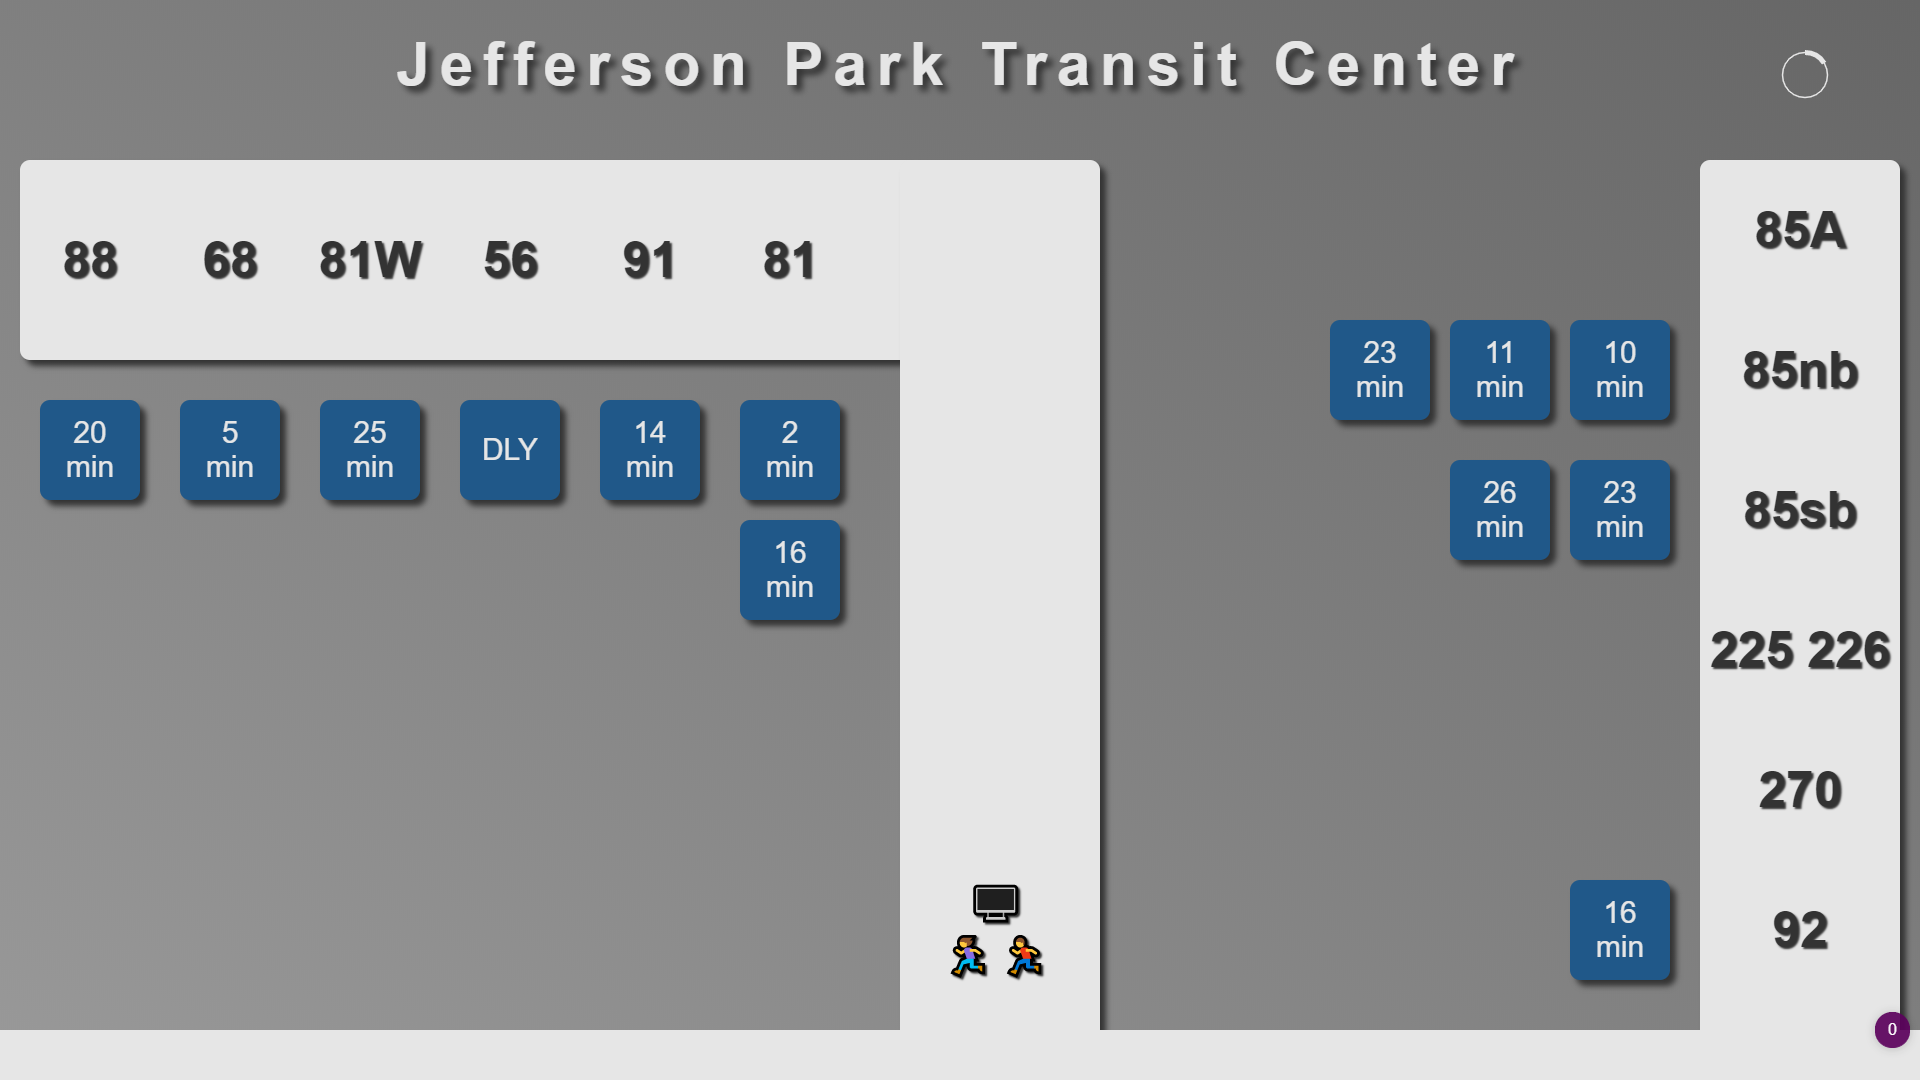 Jefferson Park Transit Center
88 68 81W 56 91 81
20 min
5 min
25 min
DLY
14 min
2 min
16 min
85A
23 min
11 min
10 min
85nb
26 min
23 min
85sb
225 226
270
16 min
92
0